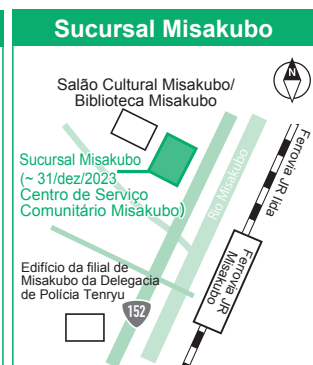 Sucursal Misakubo
N
Salão Cultural Misakubo/
Biblioteca Misakubo
Sucursal Misakubo
(~ 31/dez/2023
Centro de Serviço
Comunitário Misakubo)
Rio Misakubo
Ferrovia JR Iida
Ferrovia JR
Misakubo
Edifício da filial de
Misakubo da Delegacia
de Polícia Tenryu
152